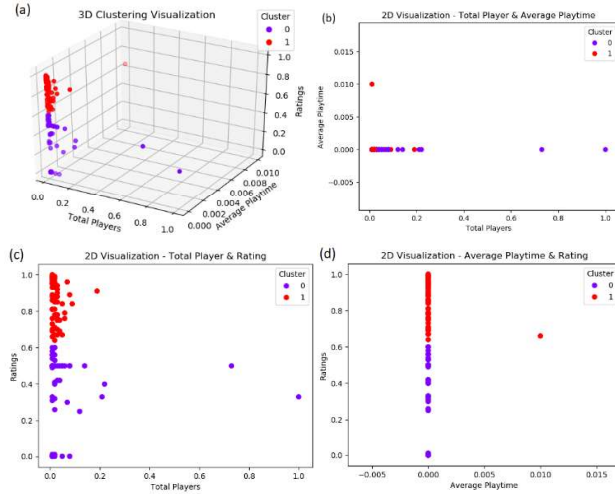 (a)
3D Clustering Visualization
Cluster
0
1
1.0
0.8
0.6
0.4
0.2
0.0
Ratings
0.010
0.008
0.006
0.004
0.002
0.000
Average Playtime
0.0
0.2
0.4
0.6
0.8
1.0
Total Players
(b)
2D Visualization - Total Player & Average Playtime
Cluster
0
1
0.015
0.010
0.005
0.000
−0.005
Average Playtime
0.0 0.2 0.4 0.6 0.8 1.0
Total Players
(c)
2D Visualization - Total Player & Rating
Cluster
0
1
1.0
0.8
0.6
0.4
0.2
0.0
Ratings
0.0 0.2 0.4 0.6 0.8 1.0
Total Players
(d)
2D Visualization - Average Playtime & Rating
Cluster
0
1
1.0
0.8
0.6
0.4
0.2
0.0
Ratings
−0.005 0.000 0.005 0.010 0.015
Average Playtime